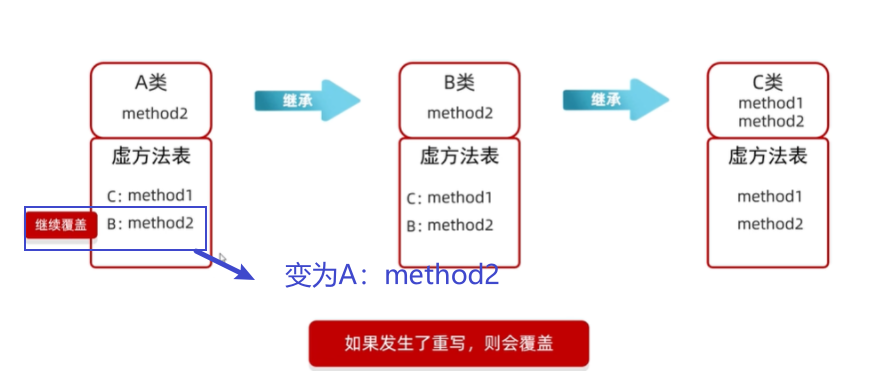 A类
method2
继承
B类
method2
继承
C类
method1
method2
虚方法表
C：method1
继续覆盖
B：method2
虚方法表
C：method1
B：method2
虚方法表
method1
method2
变为A：method2
如果发生了重写，则会覆盖